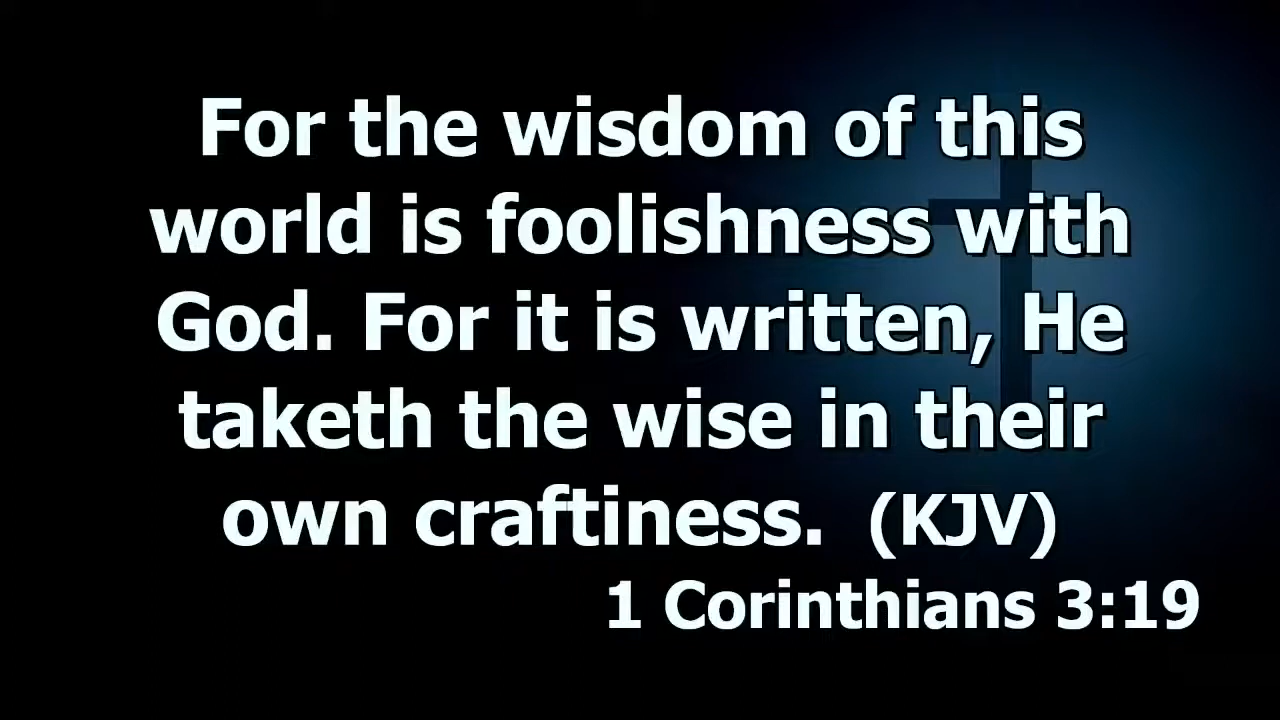 For the wisdom of this
world is foolishness with
God. For it is written, He
taketh the wise in their
own craftiness. (KJV)
1 Corinthians 3:19